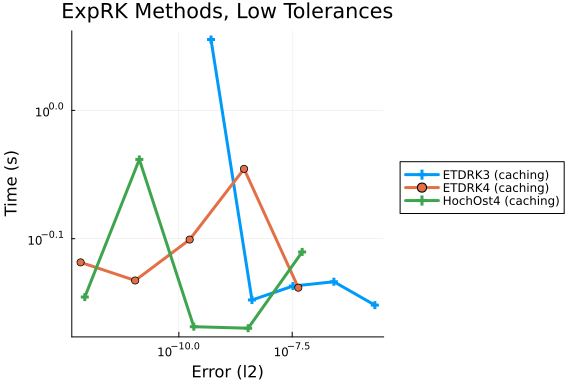 ExpRK Methods, Low Tolerances
Time (s)
10^0.0
10^-0.1
10^-10.0
10^-7.5
Error (l2)
ETDRK3 (caching)
ETDRK4 (caching)
HochOst4 (caching)